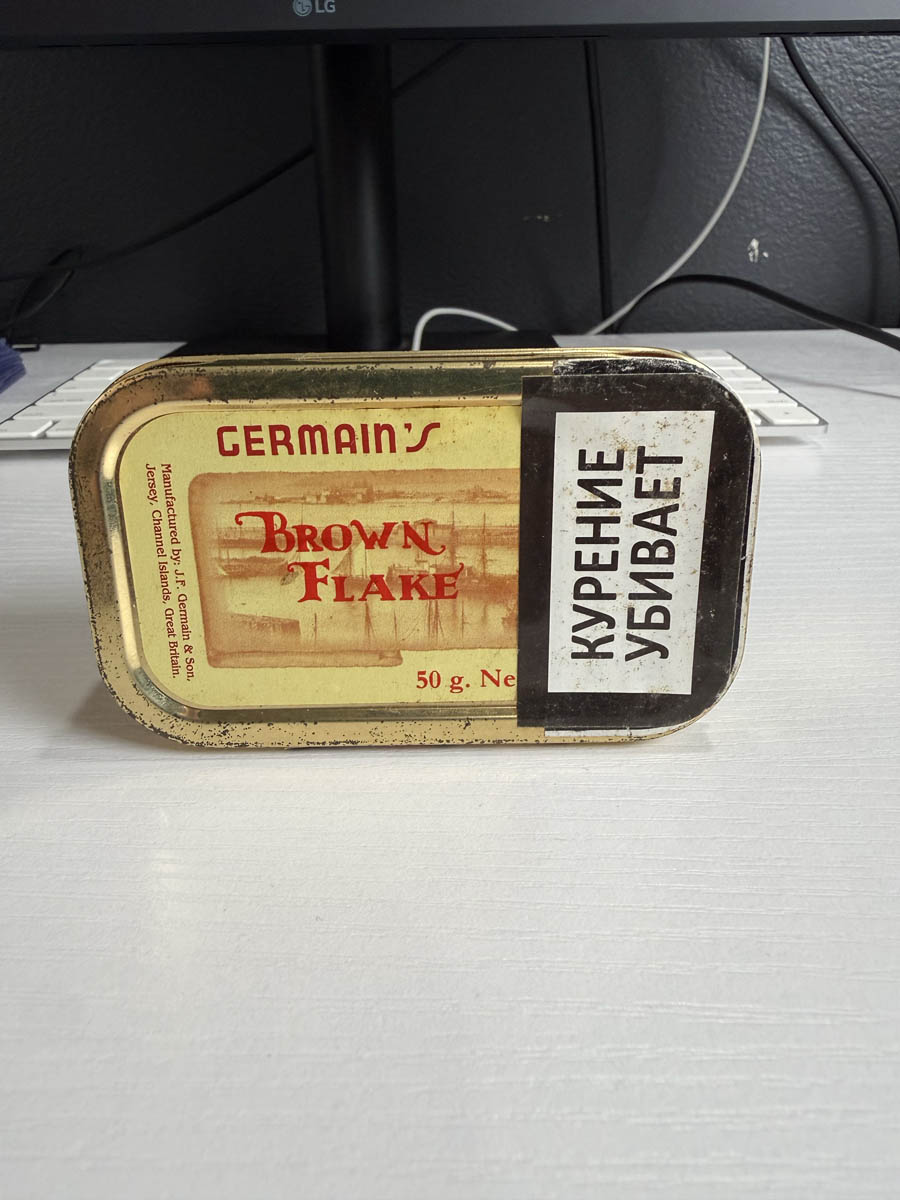 LG
GERMAIN'S
BROWN
FLAKE
Manufactured by: J.F. Germain & Son,
Jersey, Channel Islands, Great Britain.
50 g. Ne
КУРЕНИЕ
УБИВАЕТ